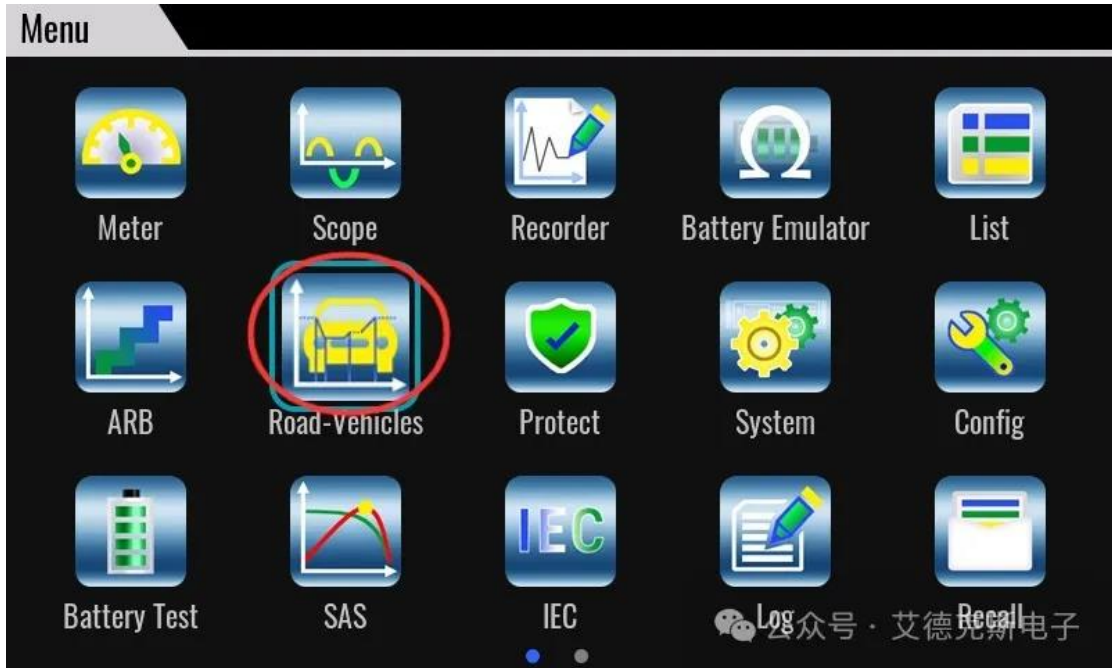 Menu
Meter
Scope
Recorder
Battery Emulator
List
ARB
Road-Vehicles
Protect
System
Config
Battery Test
SAS
IEC
IEC
Log
Recall
公众号 · 艾德克斯电子